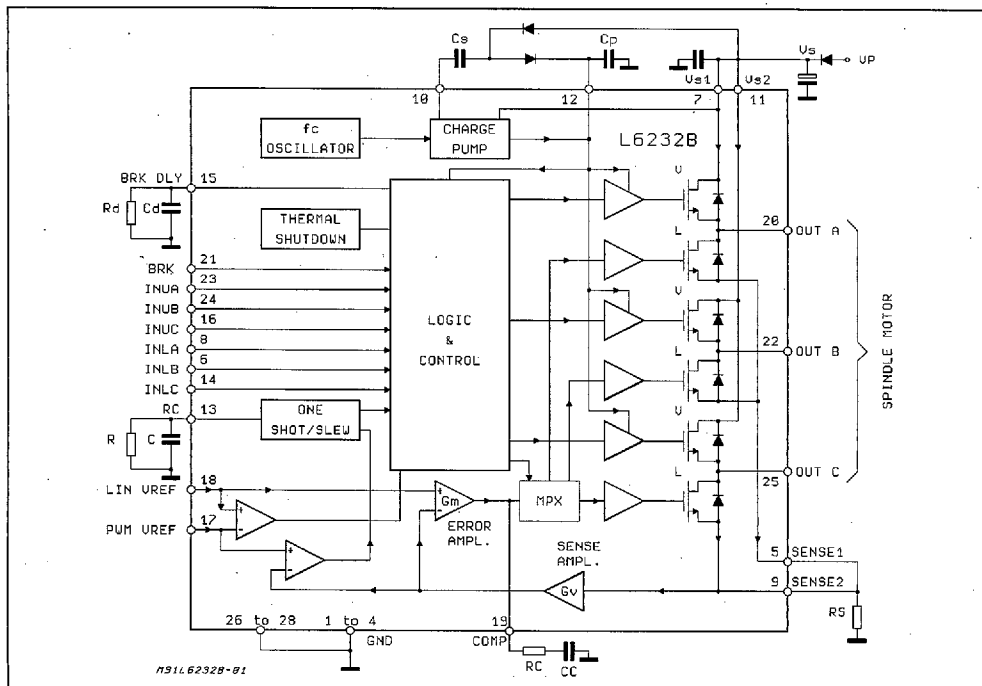 Cs
Cp
Vs
VP
Vs1
Vs2
10
12
7
11
fc
OSCILLATOR
CHARGE
PUMP
L6232B
BRK DLY
15
Rd
Cd
THERMAL
SHUTDOWN
U
20
OUT A
L
BRK
21
INUA
23
INUB
24
INUC
16
INLA
8
INLB
6
INLC
14
LOGIC
&
CONTROL
U
22
OUT B
L
SPINDLE MOTOR
RC
13
ONE
SHOT/SLEW
R
C
U
L
25
OUT C
LIN VREF
18
PWM VREF
17
+
-
+
-
+
-
Gm
ERROR
AMPL.
MPX
SENSE
AMPL.
Gv
5
SENSE1
9
SENSE2
RS
26 to 28
1 to 4
GND
19
COMP
RC
CC
M91L6232B-01